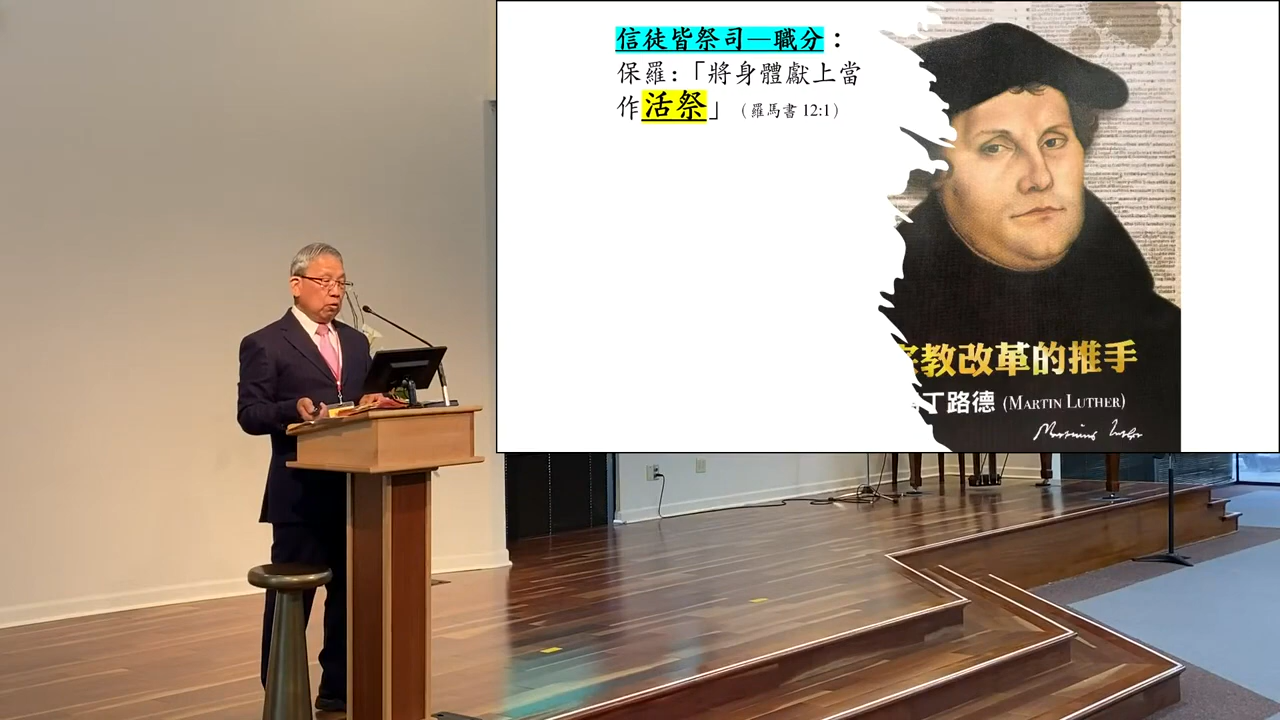 信徒皆祭司—職分：
保羅：「將身體獻上當
作活祭」（羅馬書 12:1）
教改革的推手
丁路德 (MARTIN LUTHER)